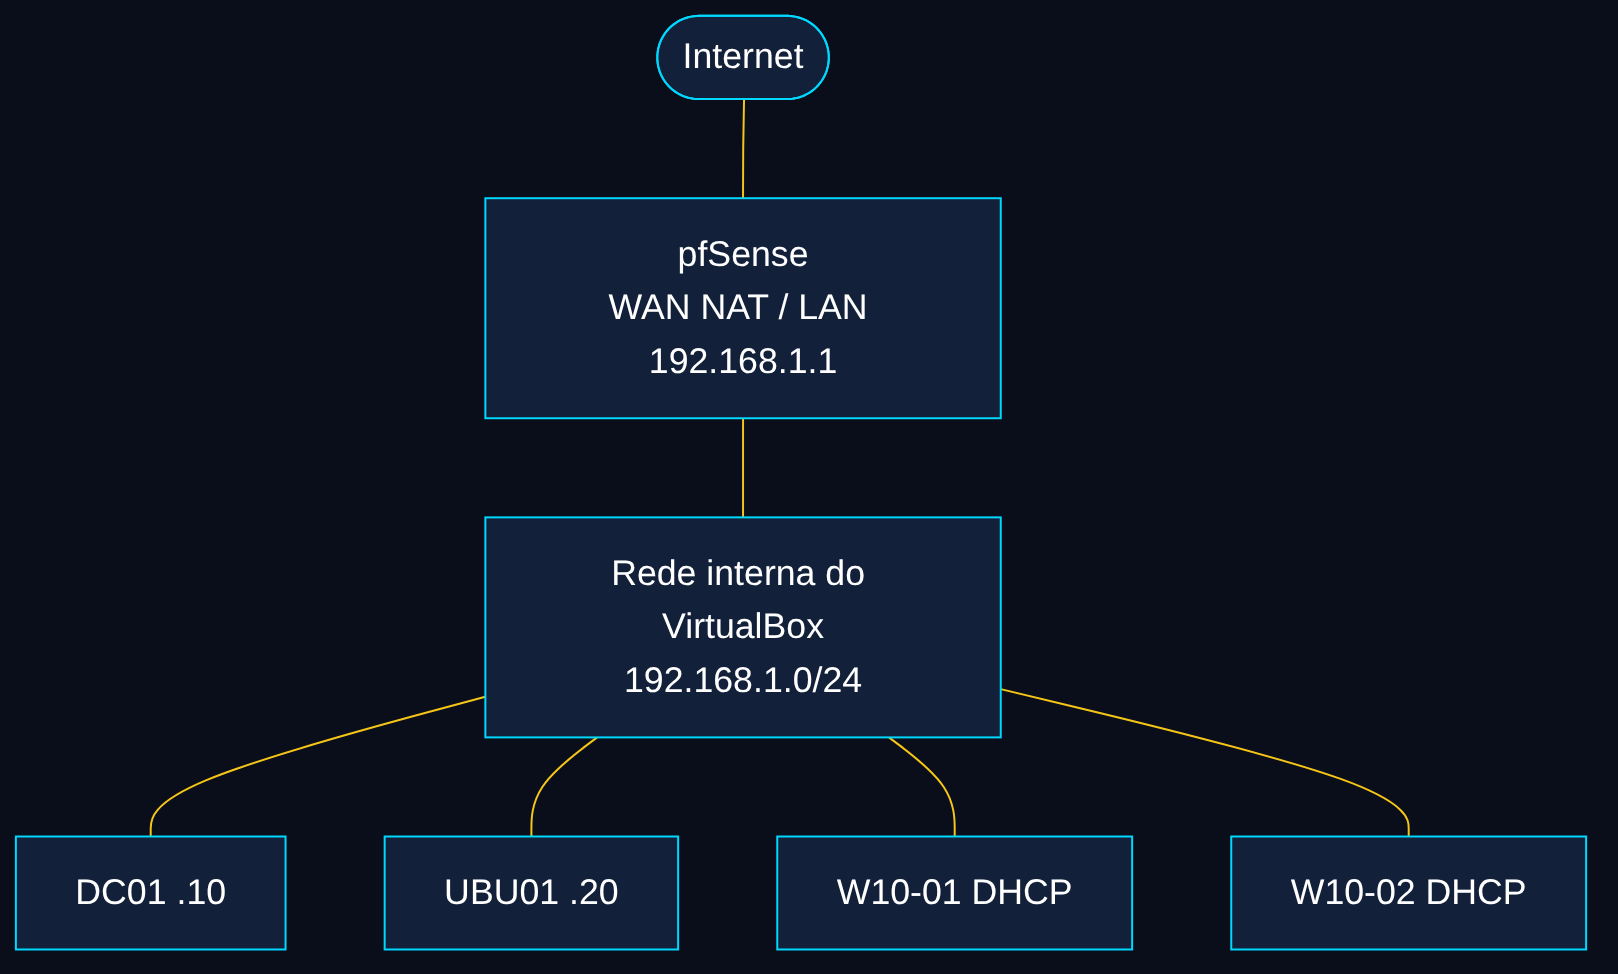 Internet
pfSense
WAN NAT / LAN
192.168.1.1
Rede interna do
VirtualBox
192.168.1.0/24
DC01 .10
UBU01 .20
W10-01 DHCP
W10-02 DHCP